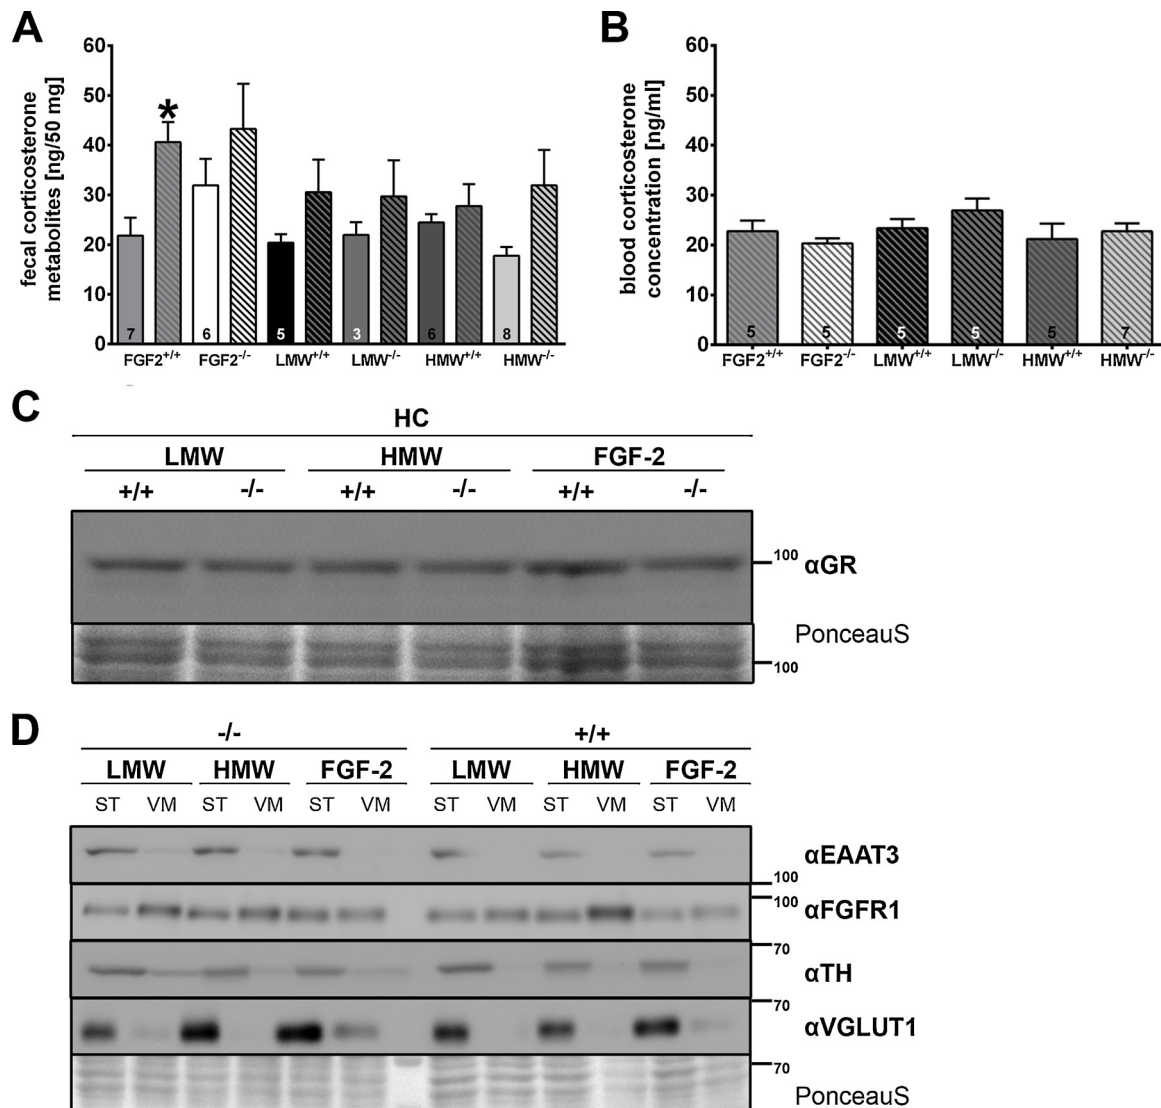 A
fecal corticosterone
metabolites [ng/50 mg]
60
50
40
30
20
10
0
*
7 6 5 3 6 8
FGF2+/+ FGF2-/- LMW+/+ LMW-/- HMW+/+ HMW-/-
B
blood corticosterone
concentration [ng/ml]
60
50
40
30
20
10
0
5 5 5 5 5 7
FGF2+/+ FGF2-/- LMW+/+ LMW-/- HMW+/+ HMW-/-
C
HC
LMW HMW FGF-2
+/+ -/- +/+ -/- +/+ -/-
100 αGR
PonceauS
100
D
-/- +/+
LMW HMW FGF-2 LMW HMW FGF-2
ST VM ST VM ST VM ST VM ST VM ST VM
αEAAT3
100
100 αFGFR1
70
αTH
70
αVGLUT1
70
PonceauS